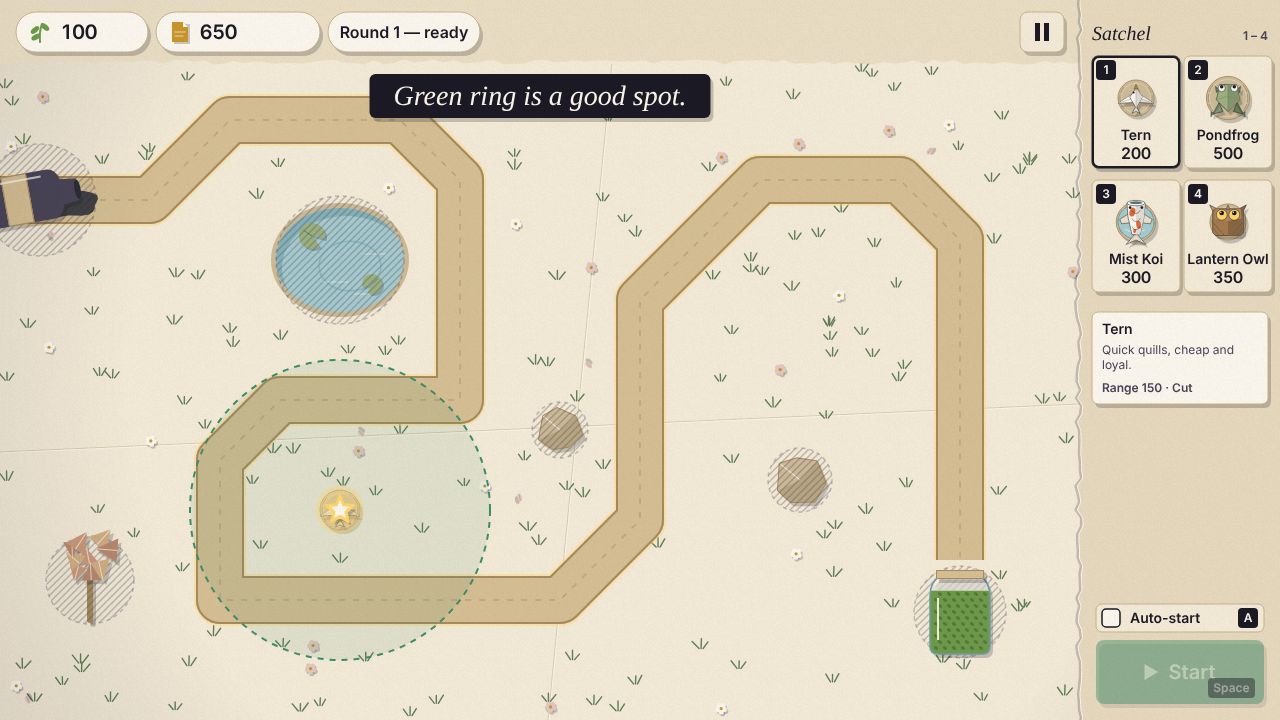 100
650
Round 1 — ready
Green ring is a good spot.
Satchel
1 – 4
1
Tern
200
2
Pondfrog
500
3
Mist Koi
300
4
Lantern Owl
350
Tern
Quick quills, cheap and
loyal.
Range 150 · Cut
Auto-start
A
Start
Space